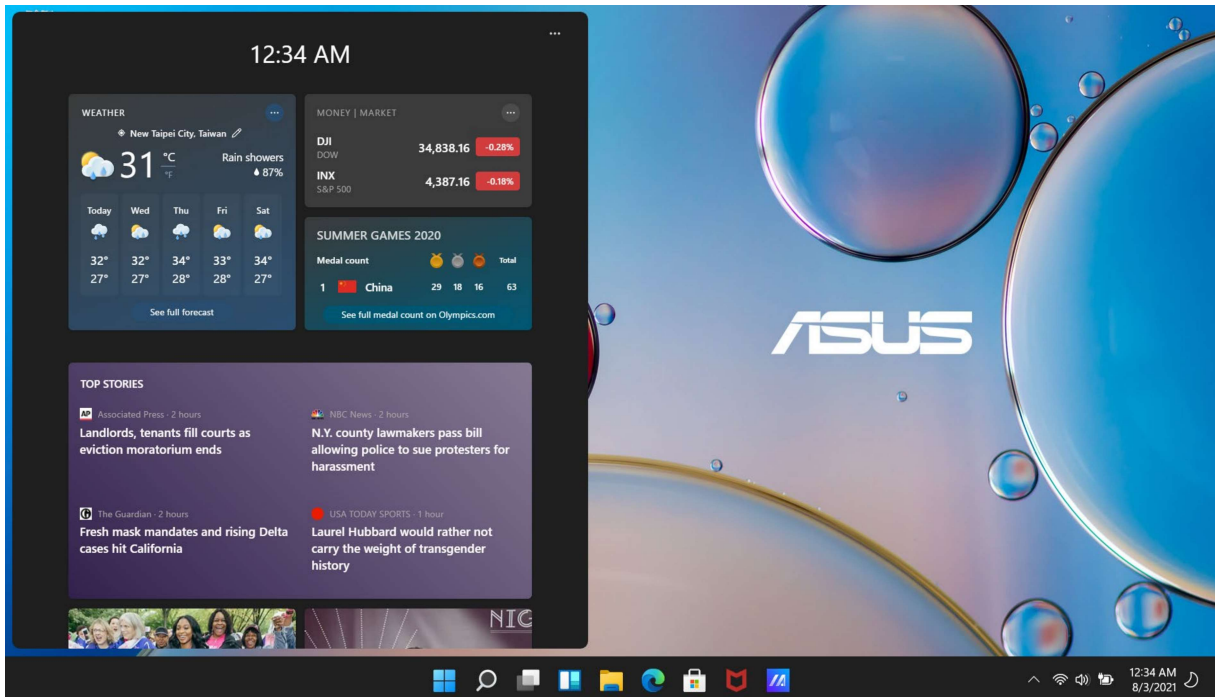 12:34 AM
WEATHER
New Taipei City, Taiwan
31 °C
°F
Rain showers
87%
Today Wed Thu Fri Sat
32° 32° 34° 33° 34°
27° 27° 28° 28° 27°
See full forecast
MONEY | MARKET
DJI
DOW
34,838.16 -0.28%
INX
S&P 500
4,387.16 -0.18%
SUMMER GAMES 2020
Medal count Total
1 China 29 18 16 63
See full medal count on Olympics.com
TOP STORIES
AP Associated Press · 2 hours
Landlords, tenants fill courts as
eviction moratorium ends
NBC News · 2 hours
N.Y. county lawmakers pass bill
allowing police to sue protesters for
harassment
The Guardian · 2 hours
Fresh mask mandates and rising Delta
cases hit California
USA TODAY SPORTS · 1 hour
Laurel Hubbard would rather not
carry the weight of transgender
history
NIC
ASUS
12:34 AM
8/3/2021